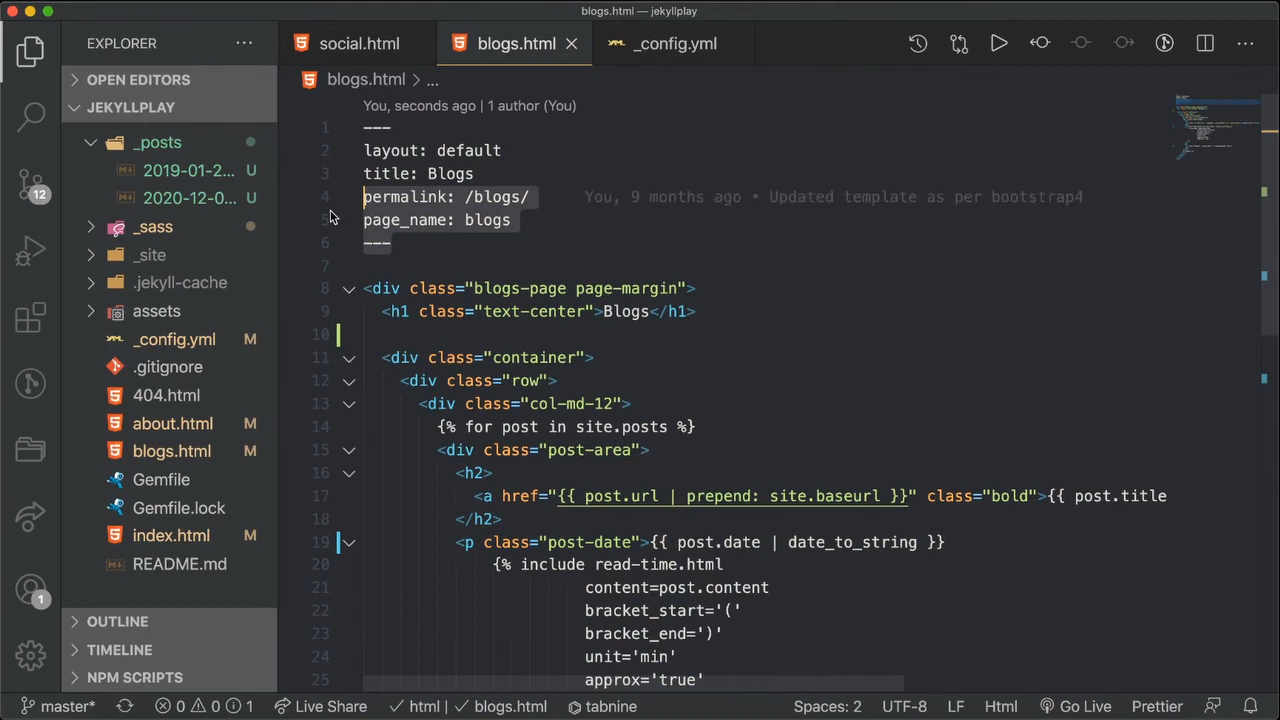 blogs.html — jekyllplay
EXPLORER
social.html
blogs.html
_config.yml
OPEN EDITORS
JEKYLLPLAY
_posts
2019-01-2... U
2020-12-0... U
_sass
_site
.jekyll-cache
assets
_config.yml M
.gitignore
404.html
about.html M
blogs.html M
Gemfile
Gemfile.lock
index.html M
README.md
OUTLINE
TIMELINE
NPM SCRIPTS
12
1
blogs.html > ...
You, seconds ago | 1 author (You)
1 ---
2 layout: default
3 title: Blogs
4 permalink: /blogs/ You, 9 months ago • Updated template as per bootstrap4
5 page_name: blogs
6 ---
7
8 <div class="blogs-page page-margin">
9 <h1 class="text-center">Blogs</h1>
10
11 <div class="container">
12 <div class="row">
13 <div class="col-md-12">
14 {% for post in site.posts %}
15 <div class="post-area">
16 <h2>
17 <a href="{{ post.url | prepend: site.baseurl }}" class="bold">{{ post.title
18 </h2>
19 <p class="post-date">{{ post.date | date_to_string }}
20 {% include read-time.html
21 content=post.content
22 bracket_start='('
23 bracket_end=')'
24 unit='min'
25 approx='true'
master* 0 0 1 Live Share html blogs.html tabnine Spaces: 2 UTF-8 LF Html Go Live Prettier